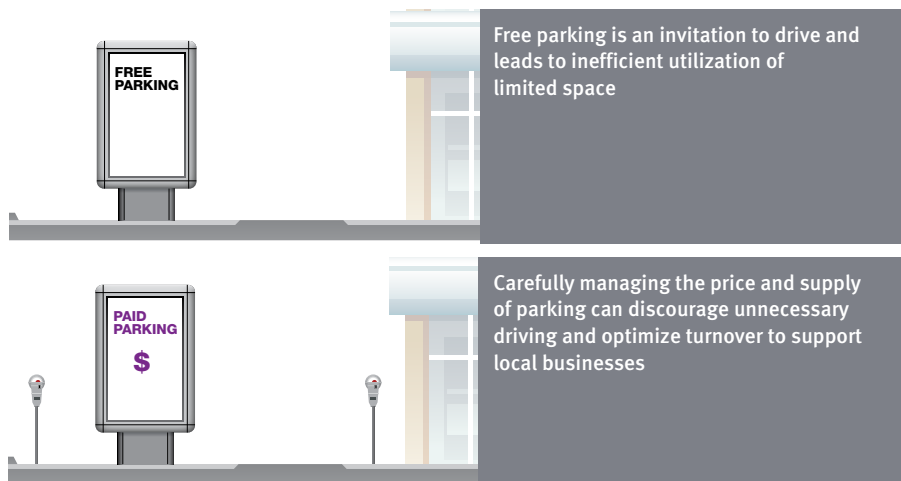 FREE
PARKING
Free parking is an invitation to drive and
leads to inefficient utilization of
limited space
PAID
PARKING
$
Carefully managing the price and supply
of parking can discourage unnecessary
driving and optimize turnover to support
local businesses